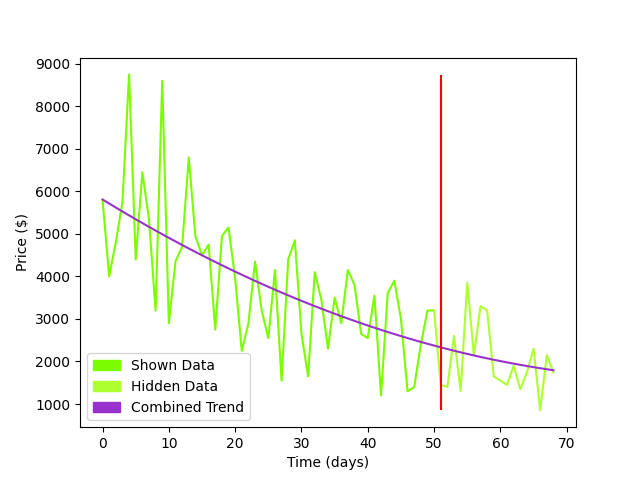 9000
8000
7000
6000
5000
4000
3000
2000
1000
Price ($)
Shown Data
Hidden Data
Combined Trend
0 10 20 30 40 50 60 70
Time (days)